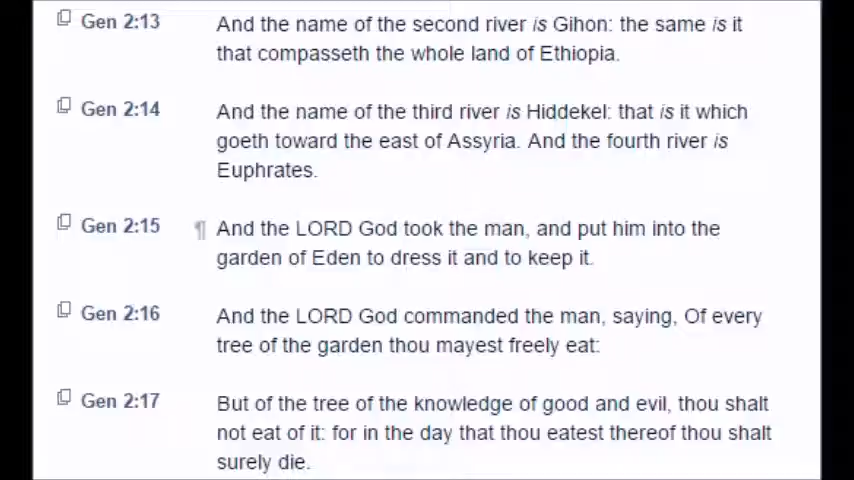 Gen 2:13 And the name of the second river is Gihon: the same is it
that compasseth the whole land of Ethiopia.
Gen 2:14 And the name of the third river is Hiddekel: that is it which
goeth toward the east of Assyria. And the fourth river is
Euphrates.
Gen 2:15 ¶ And the LORD God took the man, and put him into the
garden of Eden to dress it and to keep it.
Gen 2:16 And the LORD God commanded the man, saying, Of every
tree of the garden thou mayest freely eat:
Gen 2:17 But of the tree of the knowledge of good and evil, thou shalt
not eat of it: for in the day that thou eatest thereof thou shalt
surely die.